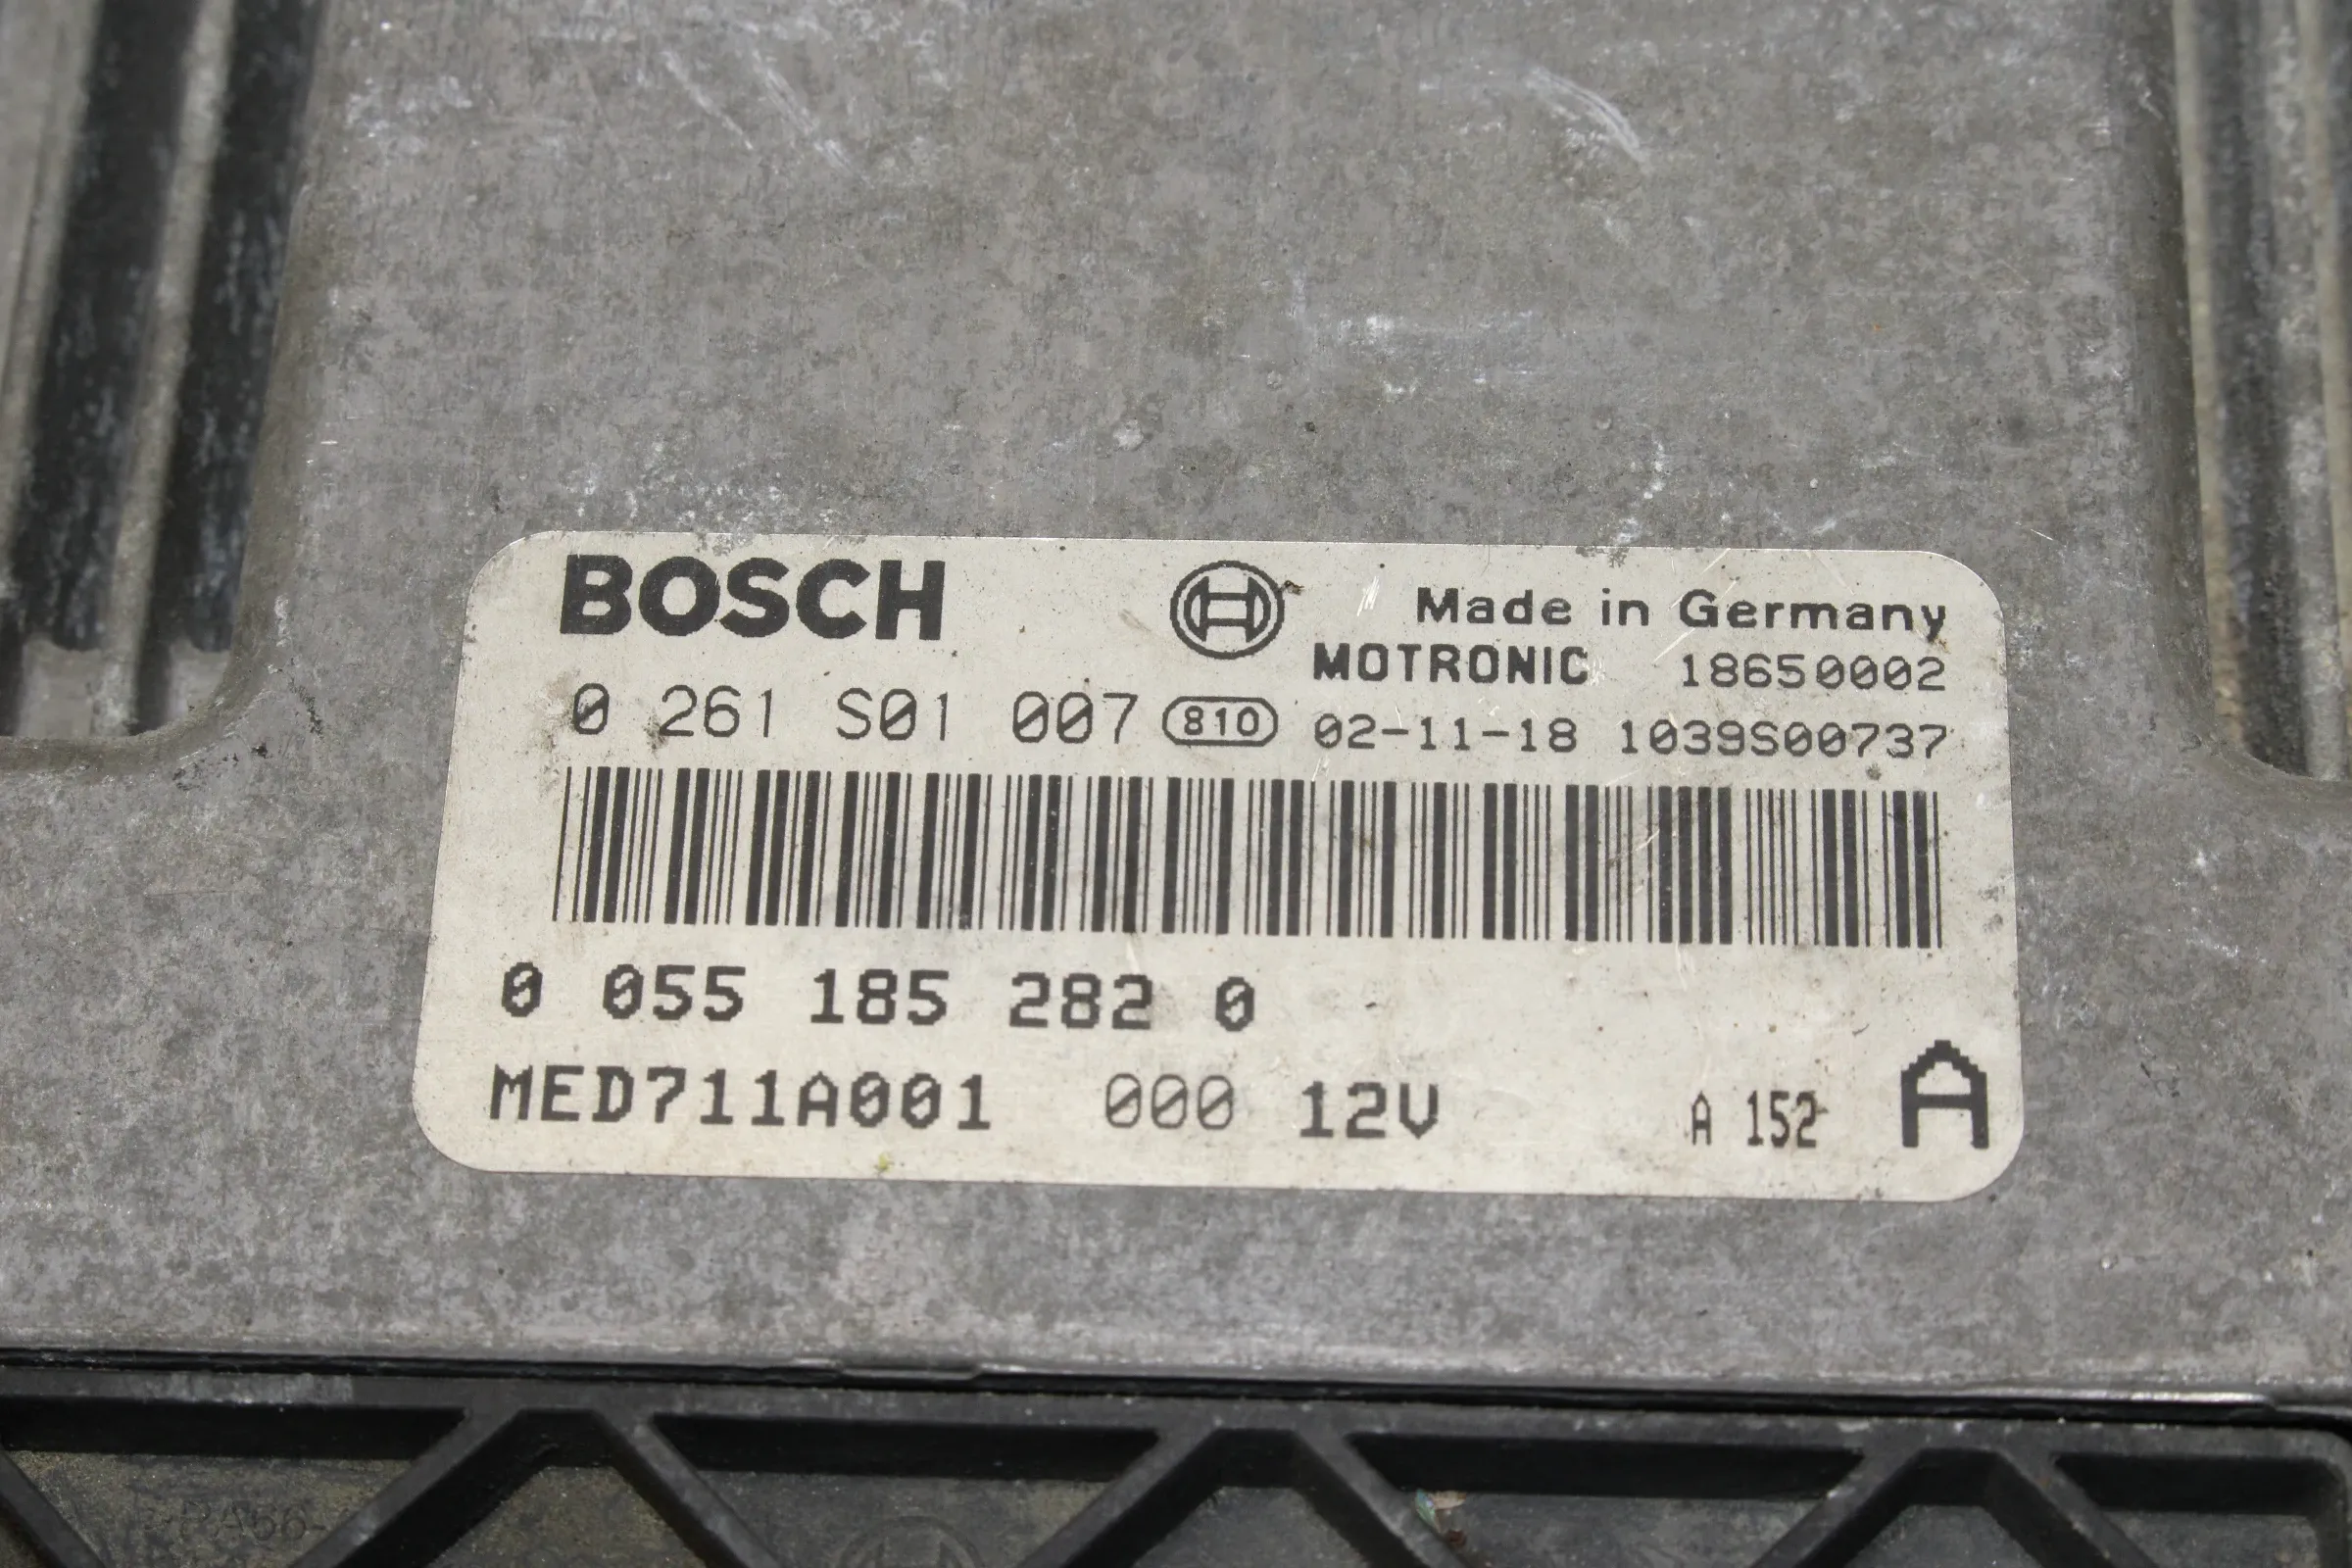 BOSCH
Made in Germany
MOTRONIC 18650002
0 261 S01 007 810 02-11-18 1039S00737
0 055 185 282 0
MED711A001 000 12V A 152 A